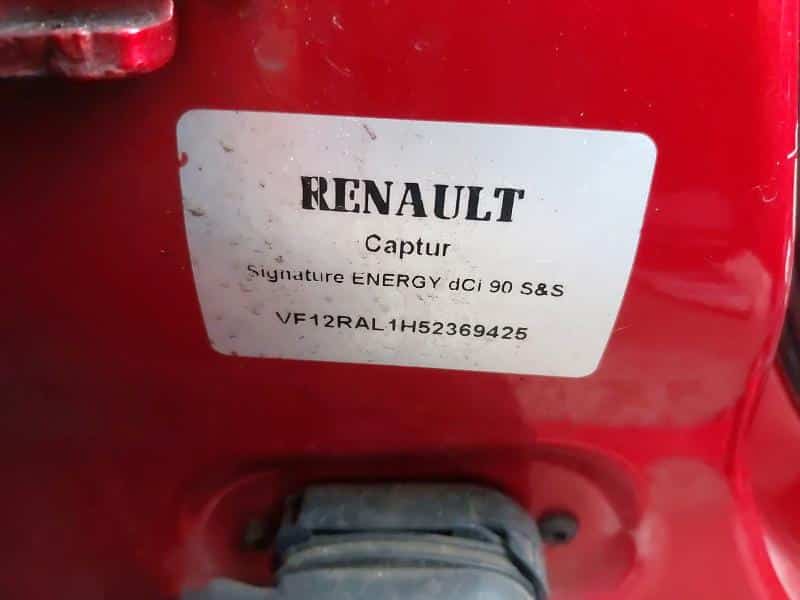 RENAULT
Captur
Signature ENERGY dCi 90 S&S
VF12RAL1H52369425